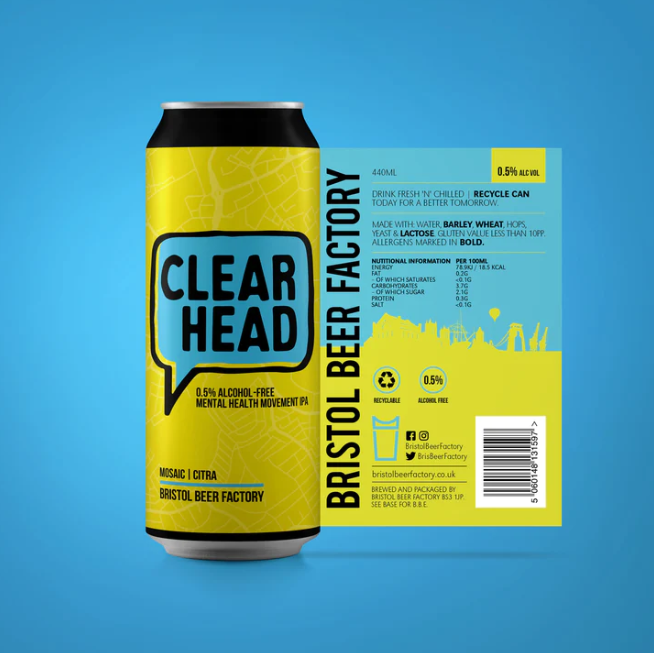 CLEAR
HEAD
0.5% ALCOHOL-FREE
MENTAL HEALTH MOVEMENT IPA
MOSAIC | CITRA
BRISTOL BEER FACTORY
BRISTOL BEER FACTORY
440ML
0.5% ALC VOL
DRINK FRESH 'N' CHILLED | RECYCLE CAN
TODAY FOR A BETTER TOMORROW.
MADE WITH: WATER, BARLEY, WHEAT, HOPS,
YEAST & LACTOSE. GLUTEN VALUE LESS THAN 10PP.
ALLERGENS MARKED IN BOLD.
NUTITIONAL INFORMATION PER 100ML
ENERGY 78.9KJ / 18.5 KCAL
FAT 0.2G
- OF WHICH SATURATES <0.1G
CARBOHYDRATES 3.7G
- OF WHICH SUGAR 2.1G
PROTEIN 0.3G
SALT <0.1G
RECYCLABLE
0.5%
ALCOHOL FREE
BristolBeerFactory
BrisBeerFactory
bristolbeerfactory.co.uk
BREWED AND PACKAGED BY
BRISTOL BEER FACTORY BS3 1JP.
SEE BASE FOR B.B.E.
5 060148 131597 >